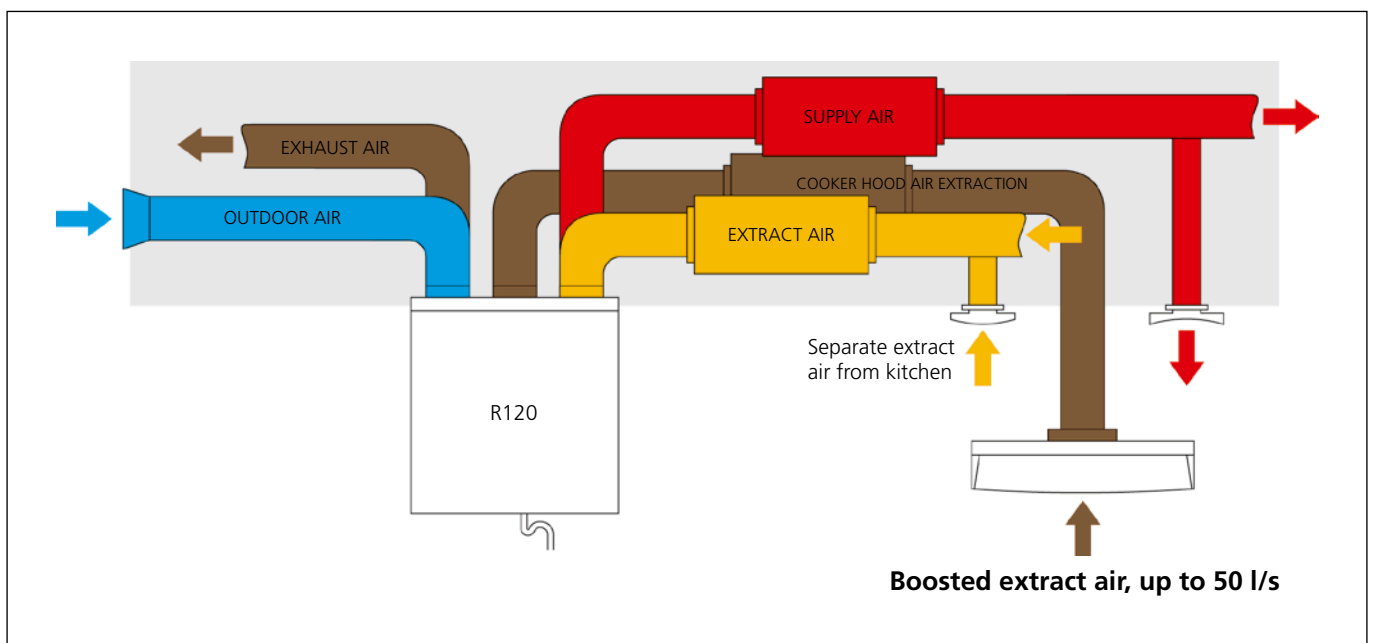 SUPPLY AIR
EXHAUST AIR
COOKER HOOD AIR EXTRACTION
OUTDOOR AIR
EXTRACT AIR
Separate extract
air from kitchen
R120
Boosted extract air, up to 50 l/s